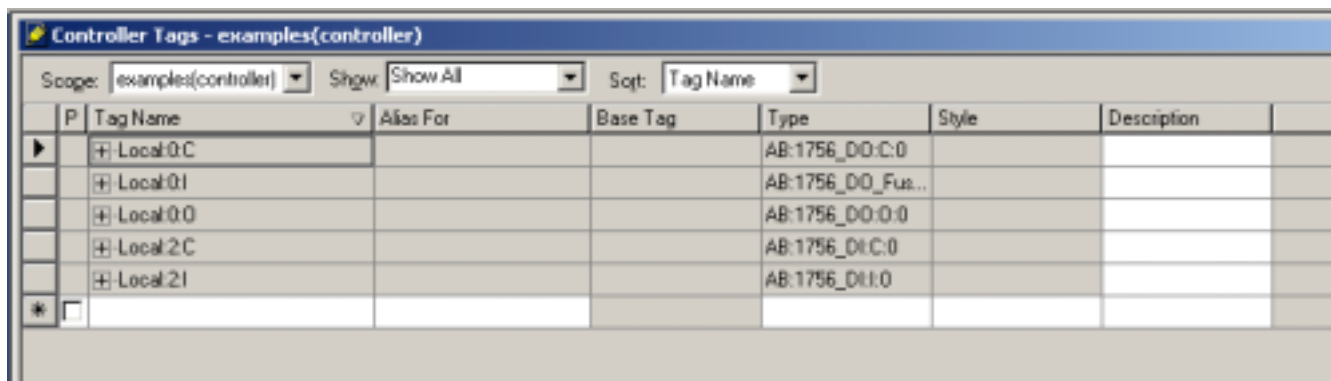 Controller Tags - examples(controller)
Scope: examples(controller) Show: Show All Sort: Tag Name
P Tag Name Alias For Base Tag Type Style Description
Local:0:C AB:1756_DO:C:0
Local:0:I AB:1756_DO_Fus...
Local:0:O AB:1756_DO:O:0
Local:2:C AB:1756_DI:C:0
Local:2:I AB:1756_DI:I:0